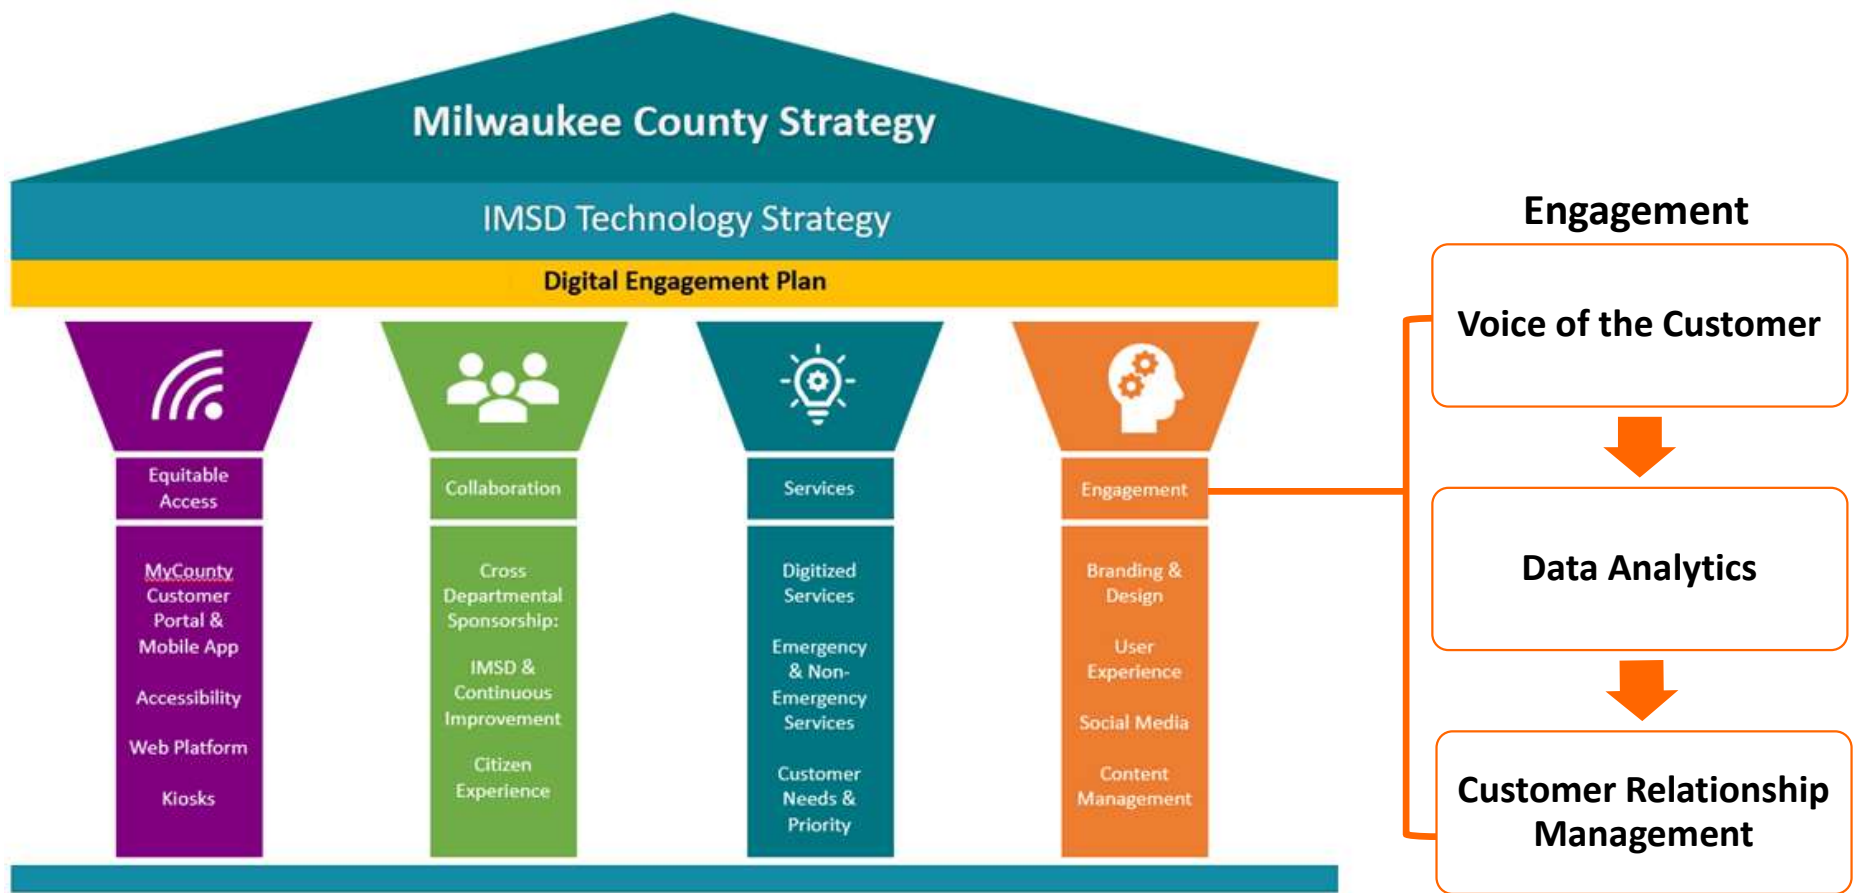 Milwaukee County Strategy
IMSD Technology Strategy
Digital Engagement Plan
Equitable
Access
MyCounty
Customer
Portal &
Mobile App
Accessibility
Web Platform
Kiosks
Collaboration
Cross
Departmental
Sponsorship:
IMSD &
Continuous
Improvement
Citizen
Experience
Services
Digitized
Services
Emergency
& Non-
Emergency
Services
Customer
Needs &
Priority
Engagement
Branding &
Design
User
Experience
Social Media
Content
Management
Engagement
Voice of the Customer
Data Analytics
Customer Relationship
Management